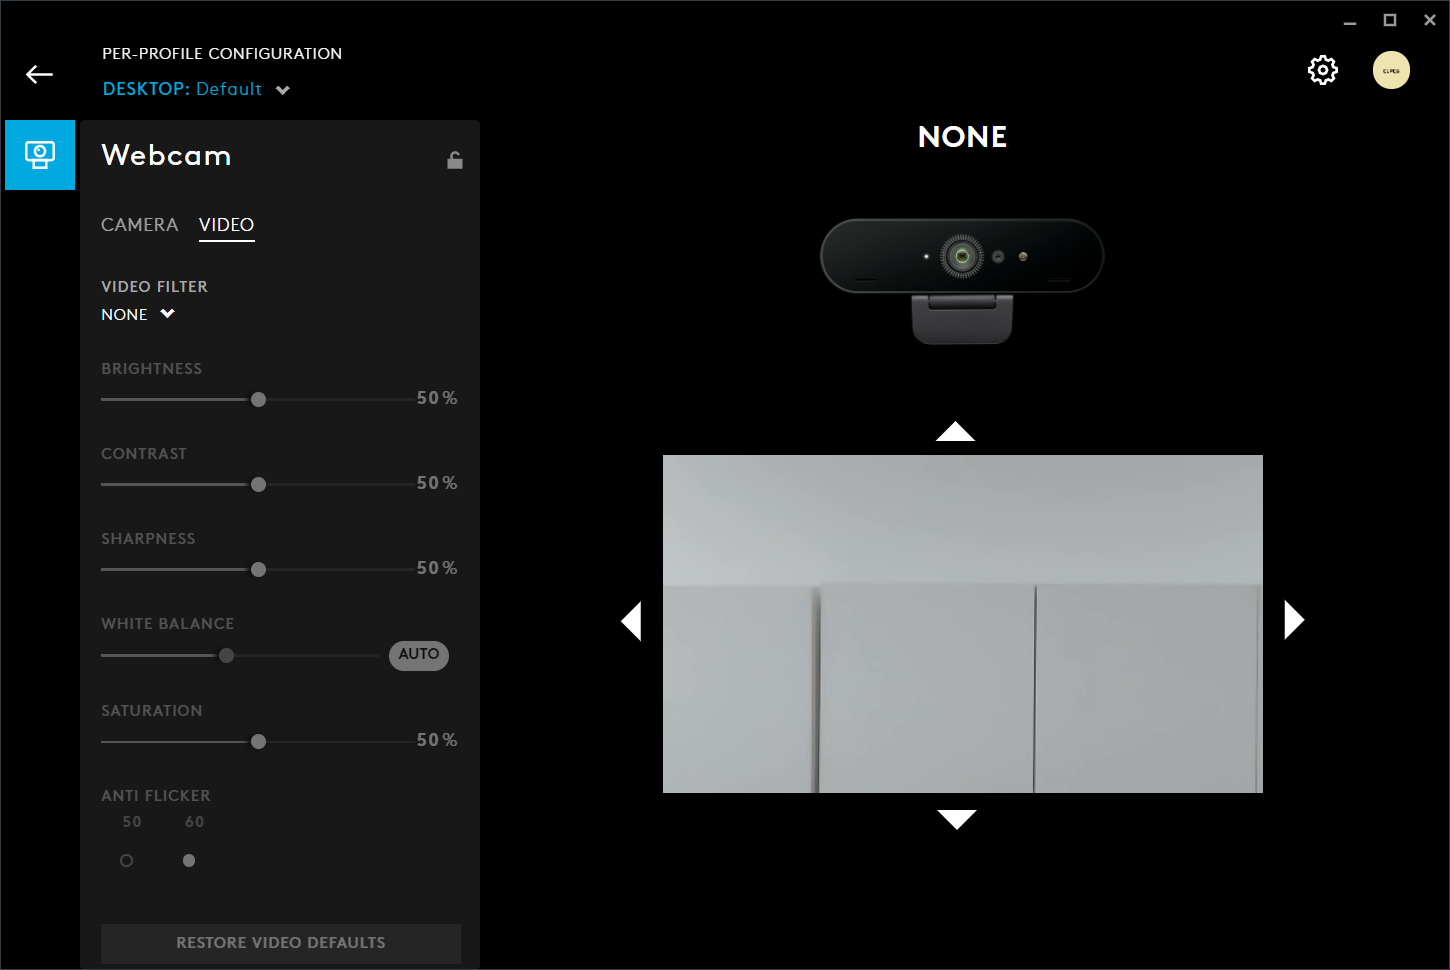 PER-PROFILE CONFIGURATION
DESKTOP: Default
Webcam
CAMERA VIDEO
VIDEO FILTER
NONE
BRIGHTNESS
50 %
CONTRAST
50 %
SHARPNESS
50 %
WHITE BALANCE
AUTO
SATURATION
50 %
ANTI FLICKER
50 60
RESTORE VIDEO DEFAULTS
NONE